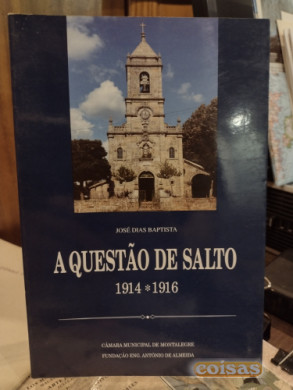 JOSÉ DIAS BAPTISTA
A QUESTÃO DE SALTO
1914 * 1916
CÂMARA MUNICIPAL DE MONTALEGRE
FUNDAÇÃO ENG. ANTÓNIO DE ALMEIDA
coisas